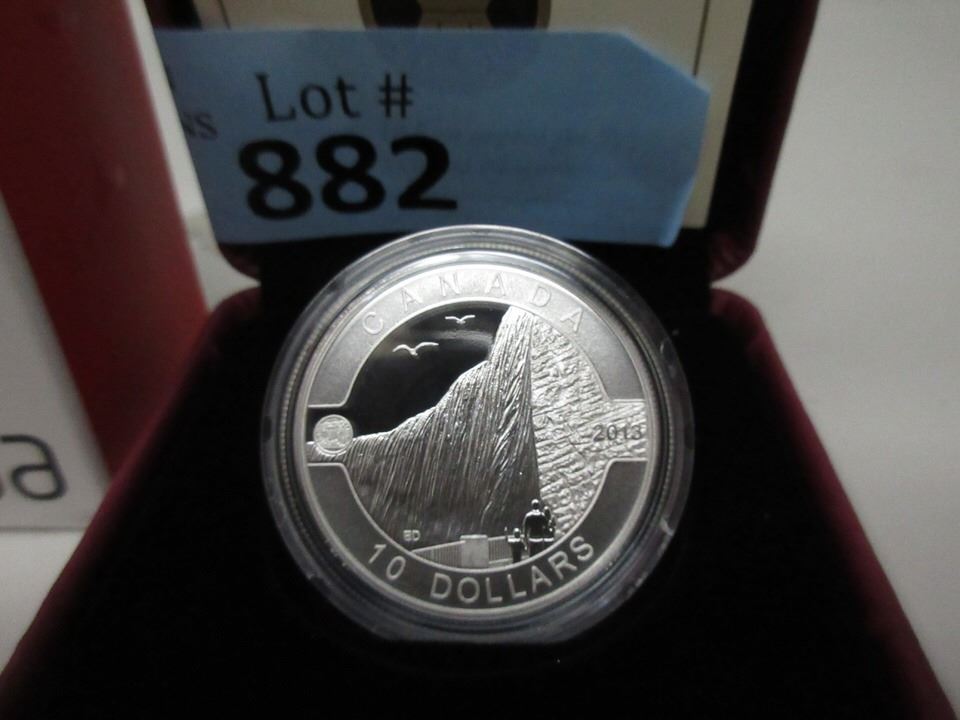 Lot #
882
CANADA
2013
ED
10 DOLLARS